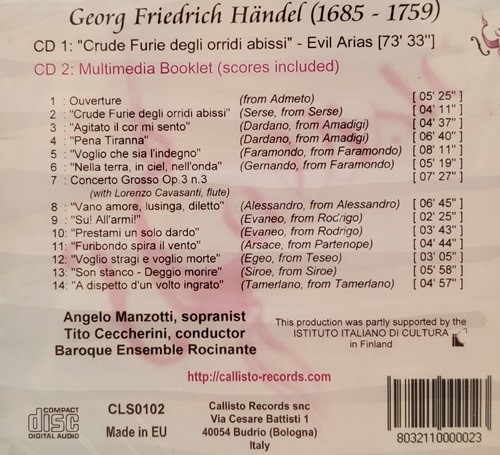 Georg Friedrich Händel (1685 - 1759)
CD 1: "Crude Furie degli orridi abissi" - Evil Arias [73' 33"]
CD 2: Multimedia Booklet (scores included)
1 : Ouverture (from Admeto) [ 05' 25" ]
2 : "Crude Furie degli orridi abissi" (Serse, from Serse) [ 04' 11" ]
3 : "Agitato il cor mi sento" (Dardano, from Amadigi) [ 04' 37" ]
4 : "Pena Tiranna" (Dardano, from Amadigi) [ 06' 40" ]
5 : "Voglio che sia l'indegno" (Faramondo, from Faramondo) [ 08' 11" ]
6 : "Nella terra, in ciel, nell'onda" (Gernando, from Faramondo) [ 05' 19" ]
7 : Concerto Grosso Op.3 n.3 [ 07' 27" ]
(with Lorenzo Cavasanti, flute)
8 : "Vano amore, lusinga, diletto" (Alessandro, from Alessandro) [ 06' 45" ]
9 : "Su! All'armi!" (Evaneo, from Rodrigo) [ 02' 25" ]
10: "Prestami un solo dardo" (Evaneo, from Rodrigo) [ 03' 43" ]
11: "Furibondo spira il vento" (Arsace, from Partenope) [ 04' 44" ]
12: "Voglio stragi e voglio morte" (Egeo, from Teseo) [ 03' 05" ]
13: "Son stanco - Deggio morire" (Siroe, from Siroe) [ 05' 58" ]
14: "A dispetto d'un volto ingrato" (Tamerlano, from Tamerlano) [ 04' 57" ]
Angelo Manzotti, sopranist
Tito Ceccherini, conductor
Baroque Ensemble Rocinante
This production was partly supported by the
ISTITUTO ITALIANO DI CULTURA
in Finland
http://callisto-records.com
COMPACT
disc
DIGITAL AUDIO
CLS0102
Made in EU
Callisto Records snc
Via Cesare Battisti 1
40054 Budrio (Bologna)
Italy
8032110000023